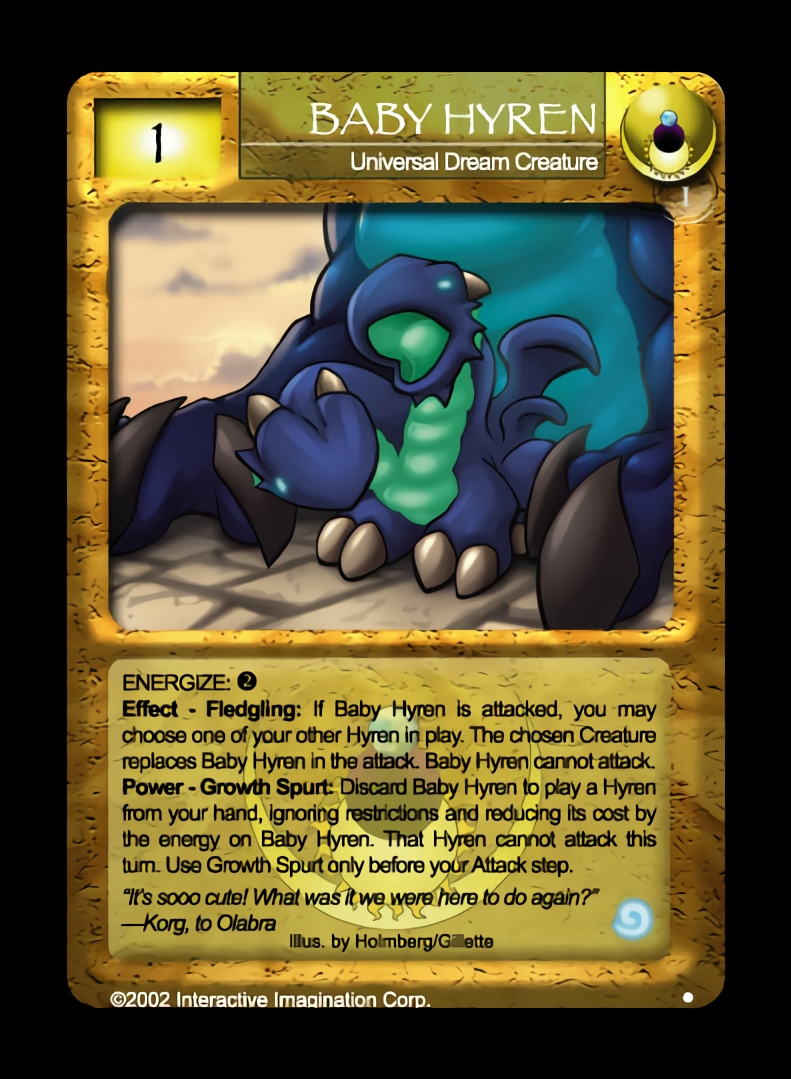 1
BABY HYREN
Universal Dream Creature
1
ENERGIZE: ❷
Effect - Fledgling: If Baby Hyren is attacked, you may
choose one of your other Hyren in play. The chosen Creature
replaces Baby Hyren in the attack. Baby Hyren cannot attack.
Power - Growth Spurt: Discard Baby Hyren to play a Hyren
from your hand, ignoring restrictions and reducing its cost by
the energy on Baby Hyren. That Hyren cannot attack this
turn. Use Growth Spurt only before your Attack step.
"It's sooo cute! What was it we were here to do again?"
—Korg, to Olabra
Illus. by Holmberg/Gillette
©2002 Interactive Imagination Corp.